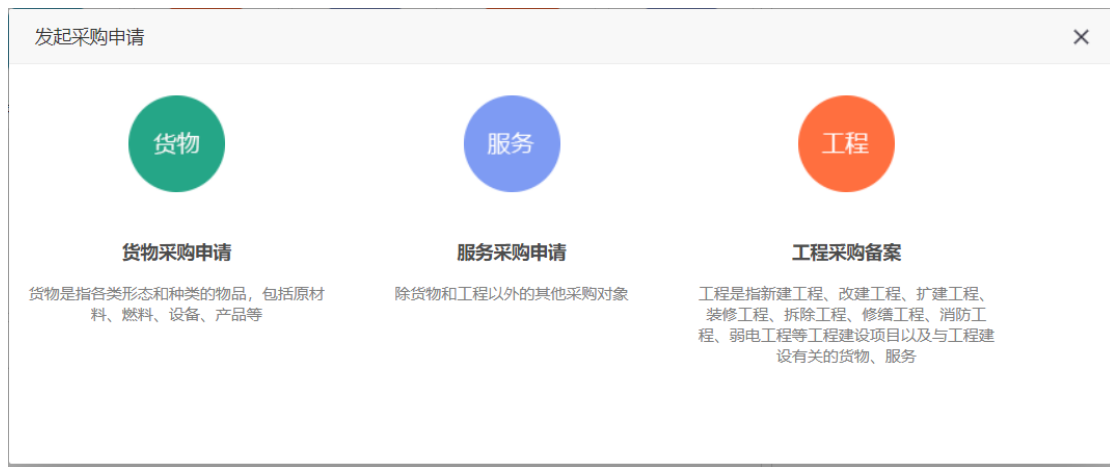 发起采购申请
货物
服务
工程
货物采购申请
服务采购申请
工程采购备案
货物是指各类形态和种类的物品，包括原材
料、燃料、设备、产品等
除货物和工程以外的其他采购对象
工程是指新建工程、改建工程、扩建工程、
装修工程、拆除工程、修缮工程、消防工
程、弱电工程等工程建设项目以及与工程建
设有关的货物、服务